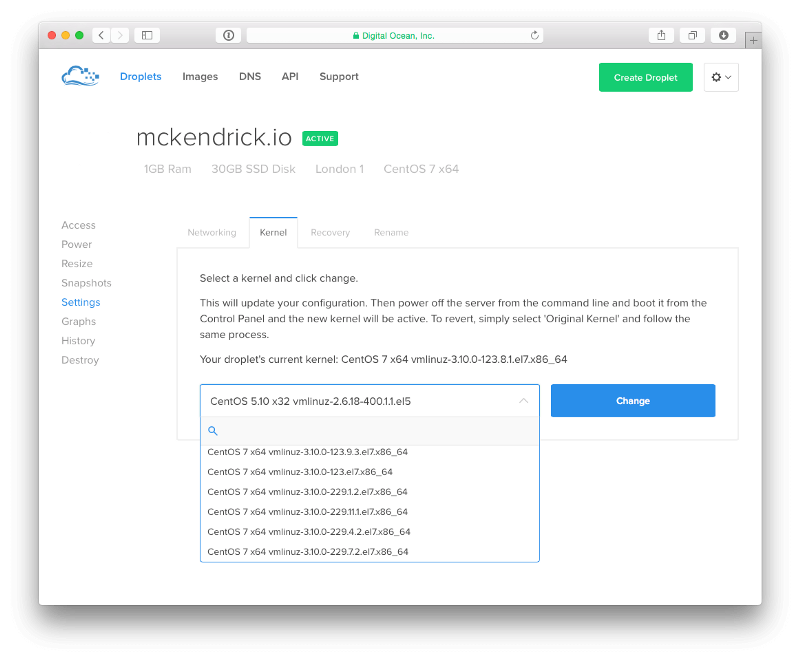 Digital Ocean, Inc.
Droplets Images DNS API Support Create Droplet
mckendrick.io ACTIVE
1GB Ram 30GB SSD Disk London 1 CentOS 7 x64
Access
Power
Resize
Snapshots
Settings
Graphs
History
Destroy
Networking Kernel Recovery Rename
Select a kernel and click change.
This will update your configuration. Then power off the server from the command line and boot it from the
Control Panel and the new kernel will be active. To revert, simply select 'Original Kernel' and follow the
same process.
Your droplet's current kernel: CentOS 7 x64 vmlinuz-3.10.0-123.8.1.el7.x86_64
CentOS 5.10 x32 vmlinuz-2.6.18-400.1.1.el5 Change
CentOS 7 x64 vmlinuz-3.10.0-123.9.3.el7.x86_64
CentOS 7 x64 vmlinuz-3.10.0-123.el7.x86_64
CentOS 7 x64 vmlinuz-3.10.0-229.1.2.el7.x86_64
CentOS 7 x64 vmlinuz-3.10.0-229.11.1.el7.x86_64
CentOS 7 x64 vmlinuz-3.10.0-229.4.2.el7.x86_64
CentOS 7 x64 vmlinuz-3.10.0-229.7.2.el7.x86_64